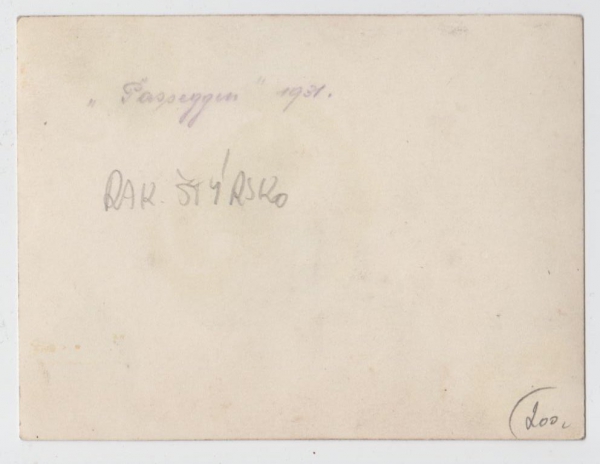 „Passeggen" 1931.
RAK. ŠTÝRSKO
200,